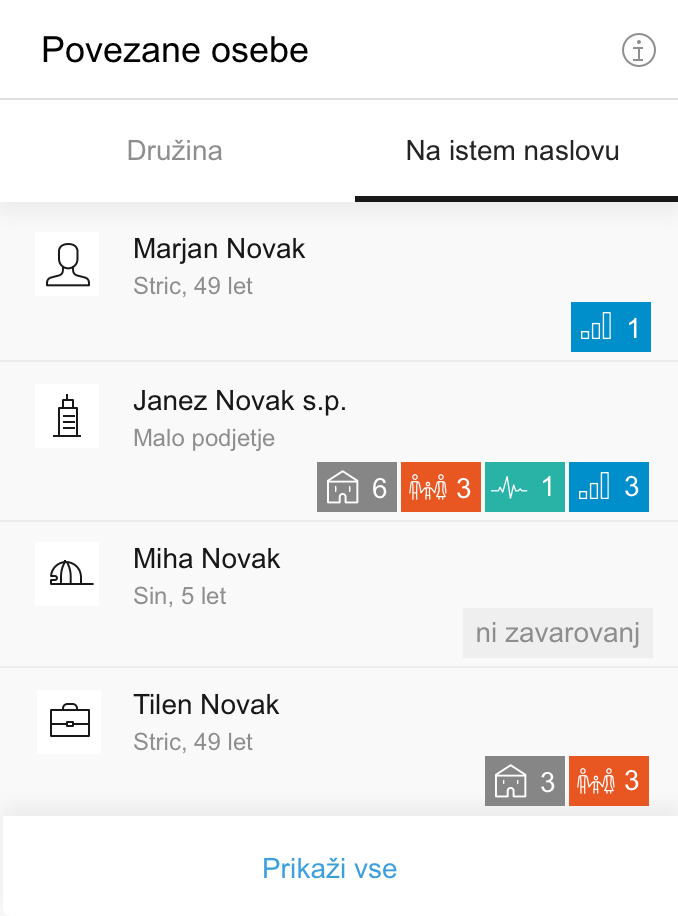 Povezane osebe
Družina
Na istem naslovu
Marjan Novak
Stric, 49 let
1
Janez Novak s.p.
Malo podjetje
6 3 1 3
Miha Novak
Sin, 5 let
ni zavarovanj
Tilen Novak
Stric, 49 let
3 3
Prikaži vse